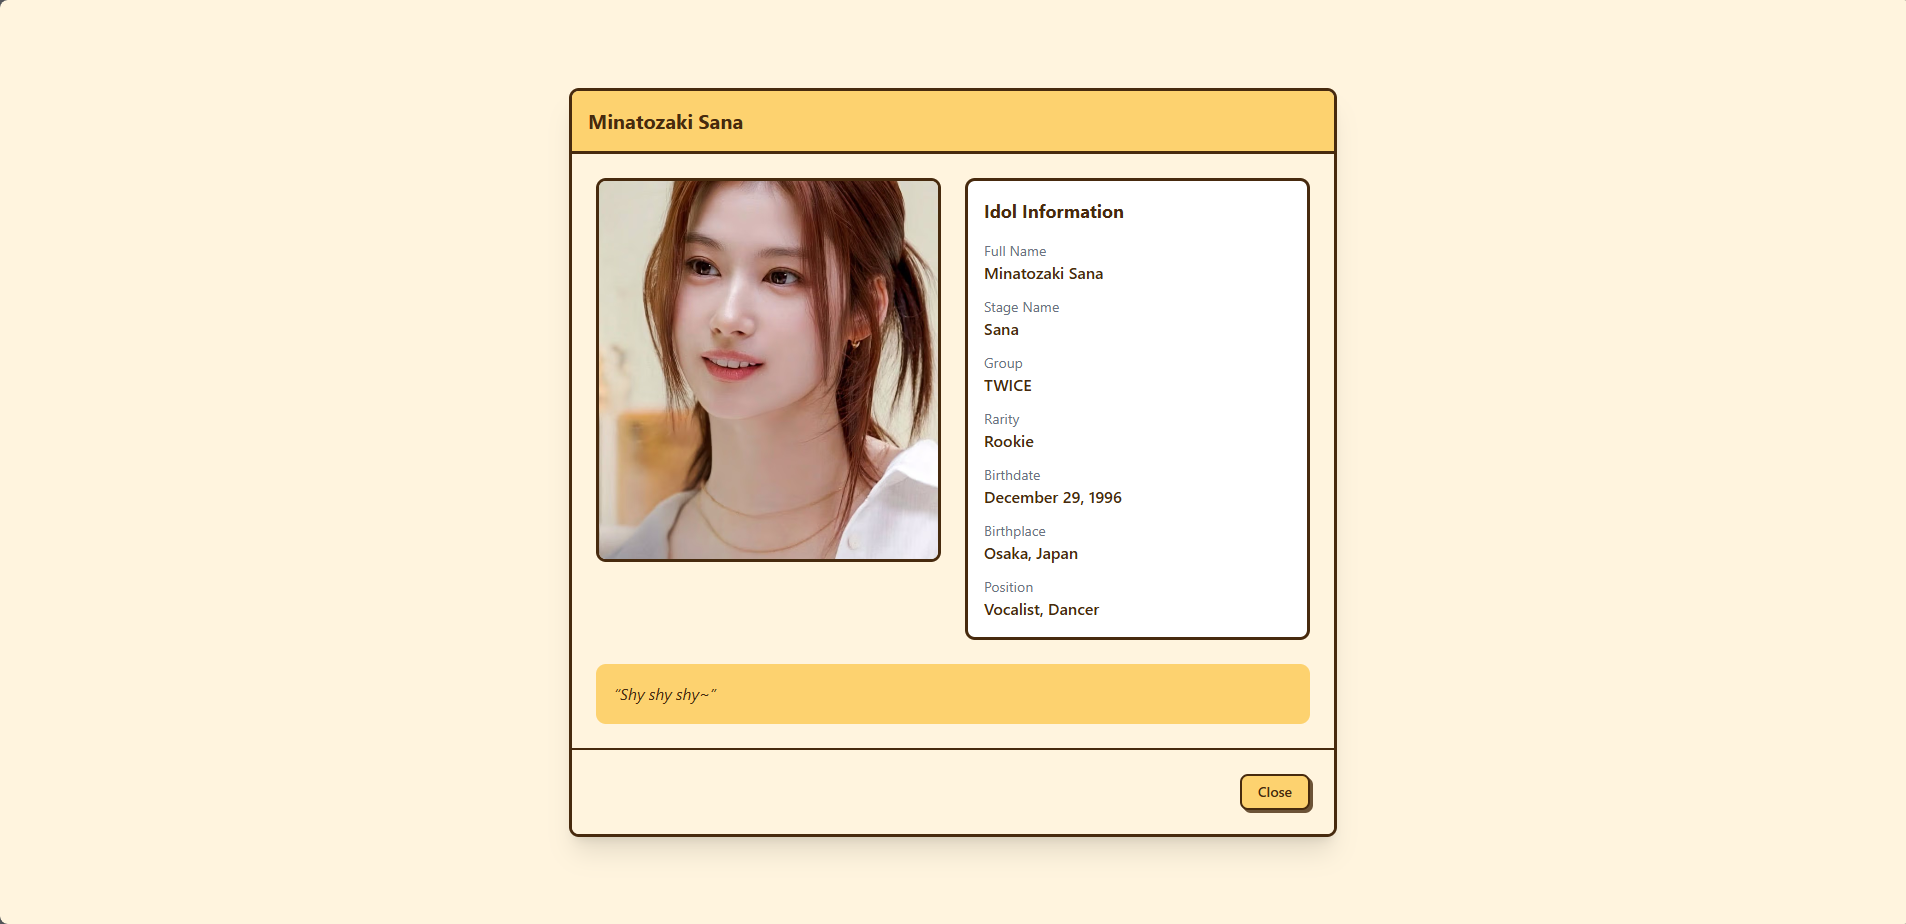 Minatozaki Sana
Idol Information
Full Name
Minatozaki Sana
Stage Name
Sana
Group
TWICE
Rarity
Rookie
Birthdate
December 29, 1996
Birthplace
Osaka, Japan
Position
Vocalist, Dancer
“Shy shy shy~”
Close